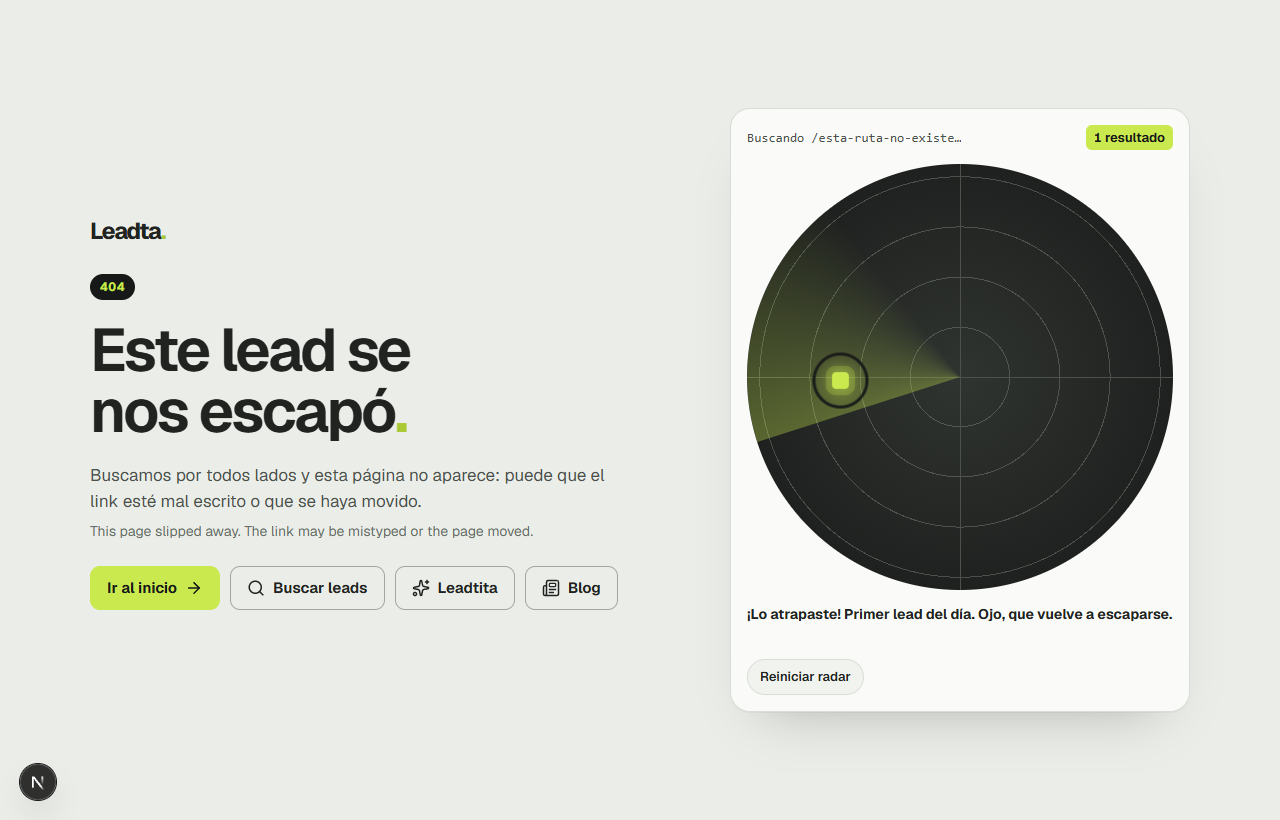 Leadta.
404
Este lead se
nos escapó.
Buscamos por todos lados y esta página no aparece: puede que el
link esté mal escrito o que se haya movido.
This page slipped away. The link may be mistyped or the page moved.
Ir al inicio
Buscar leads
Leadtita
Blog
Buscando /esta-ruta-no-existe…
1 resultado
¡Lo atrapaste! Primer lead del día. Ojo, que vuelve a escaparse.
Reiniciar radar
N